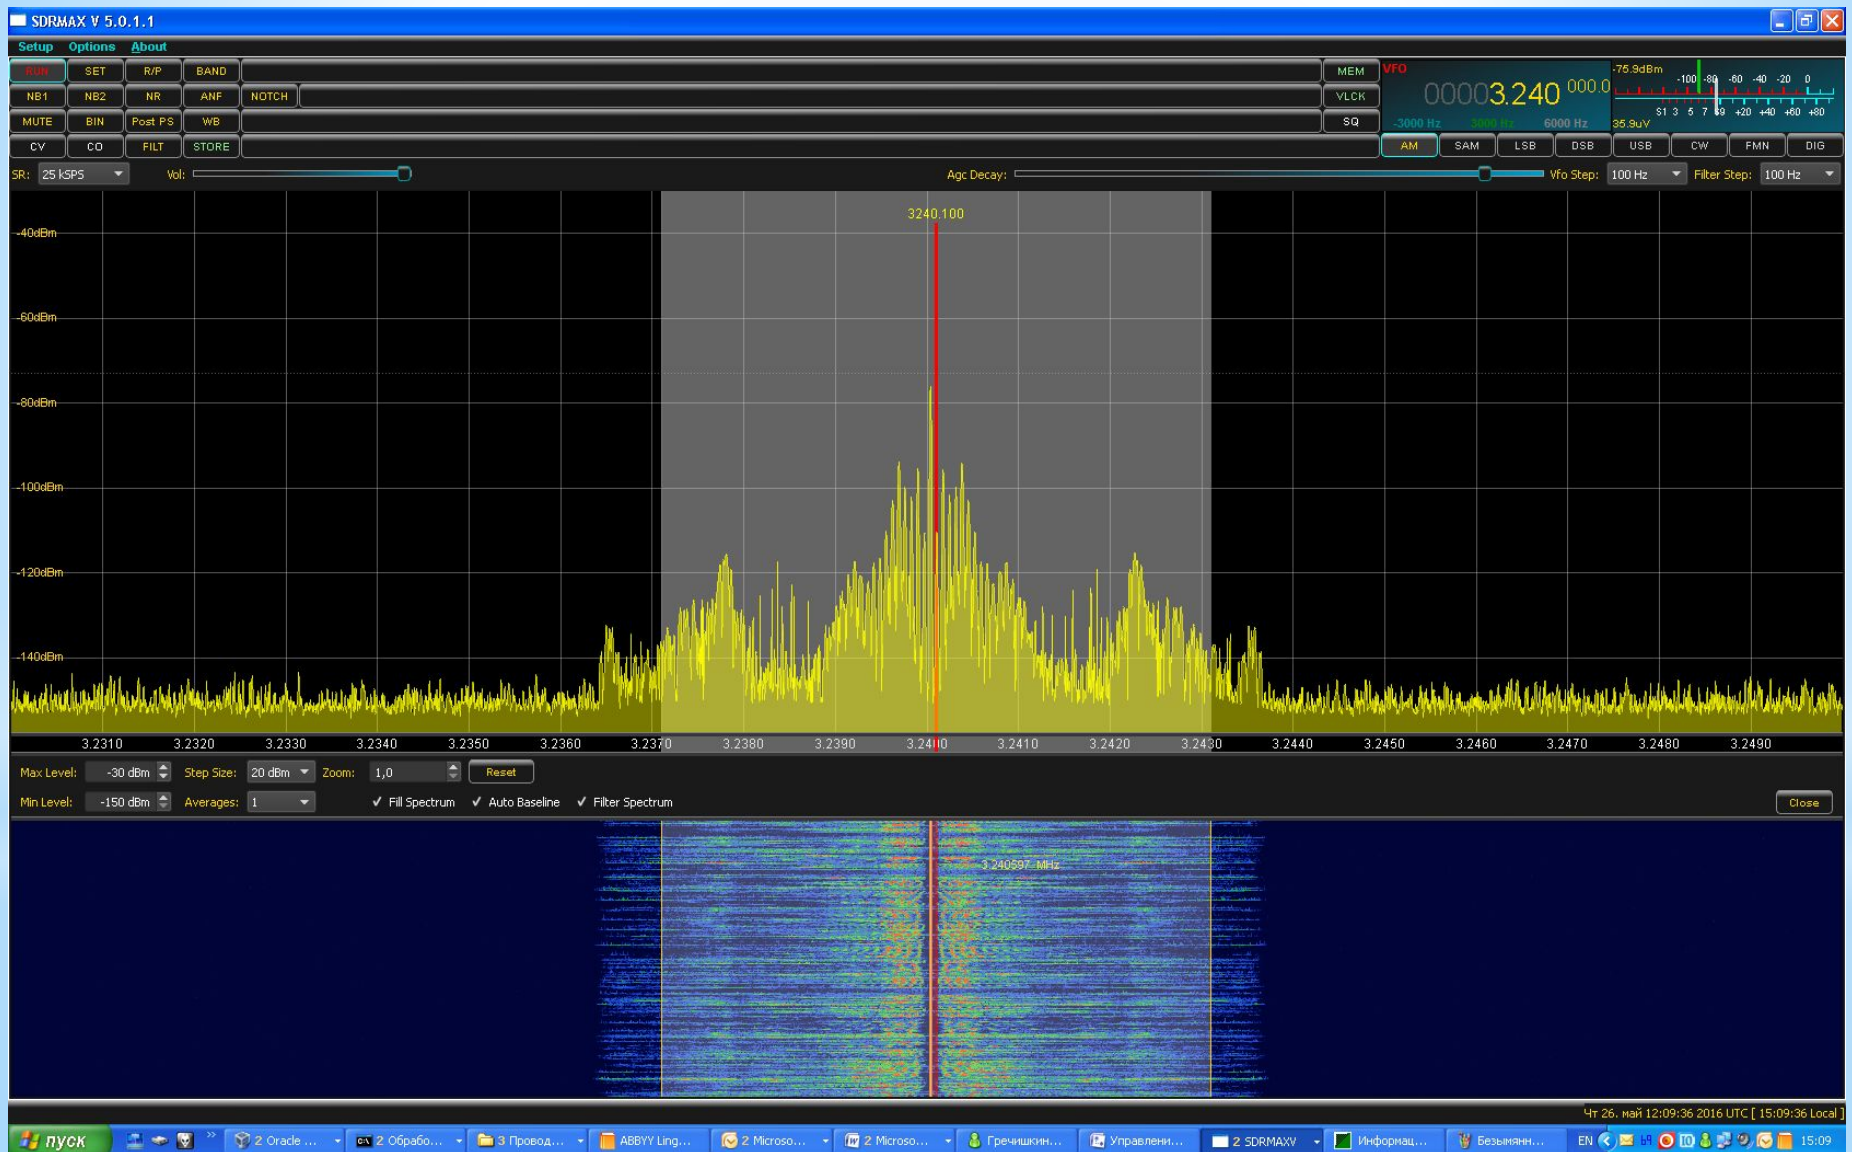 SDRMAX V 5.0.1.1
Setup Options About
RUN SET R/P BAND MEM
NB1 NB2 NR ANF NOTCH VLCK
MUTE BIN Post PS WB SQ
CV CO FILT STORE
VFO
00003.240 000.0
-3000 Hz 3000 Hz 6000 Hz
-75.9dBm
-100 -80 -60 -40 -20 0
S1 3 5 7 S9 +20 +40 +60 +80
35.9uV
AM SAM LSB DSB USB CW FMN DIG
SR: 25 kSPS Vol: Agc Decay: Vfo Step: 100 Hz Filter Step: 100 Hz
3240.100
-40dBm
-60dBm
-80dBm
-100dBm
-120dBm
-140dBm
3.2310 3.2320 3.2330 3.2340 3.2350 3.2360 3.2370 3.2380 3.2390 3.2400 3.2410 3.2420 3.2430 3.2440 3.2450 3.2460 3.2470 3.2480 3.2490
Max Level: -30 dBm Step Size: 20 dBm Zoom: 1,0 Reset
Min Level: -150 dBm Averages: 1 Fill Spectrum Auto Baseline Filter Spectrum Close
3.240597 MHz
Чт 26. май 12:09:36 2016 UTC [ 15:09:36 Local ]
пуск 2 Oracle ... 2 Обрабо... 3 Провод... ABBYY Ling... 2 Microso... 2 Microso... Гречишкин... Управлени... 2 SDRMAXV Информац... Безымянн... EN 15:09